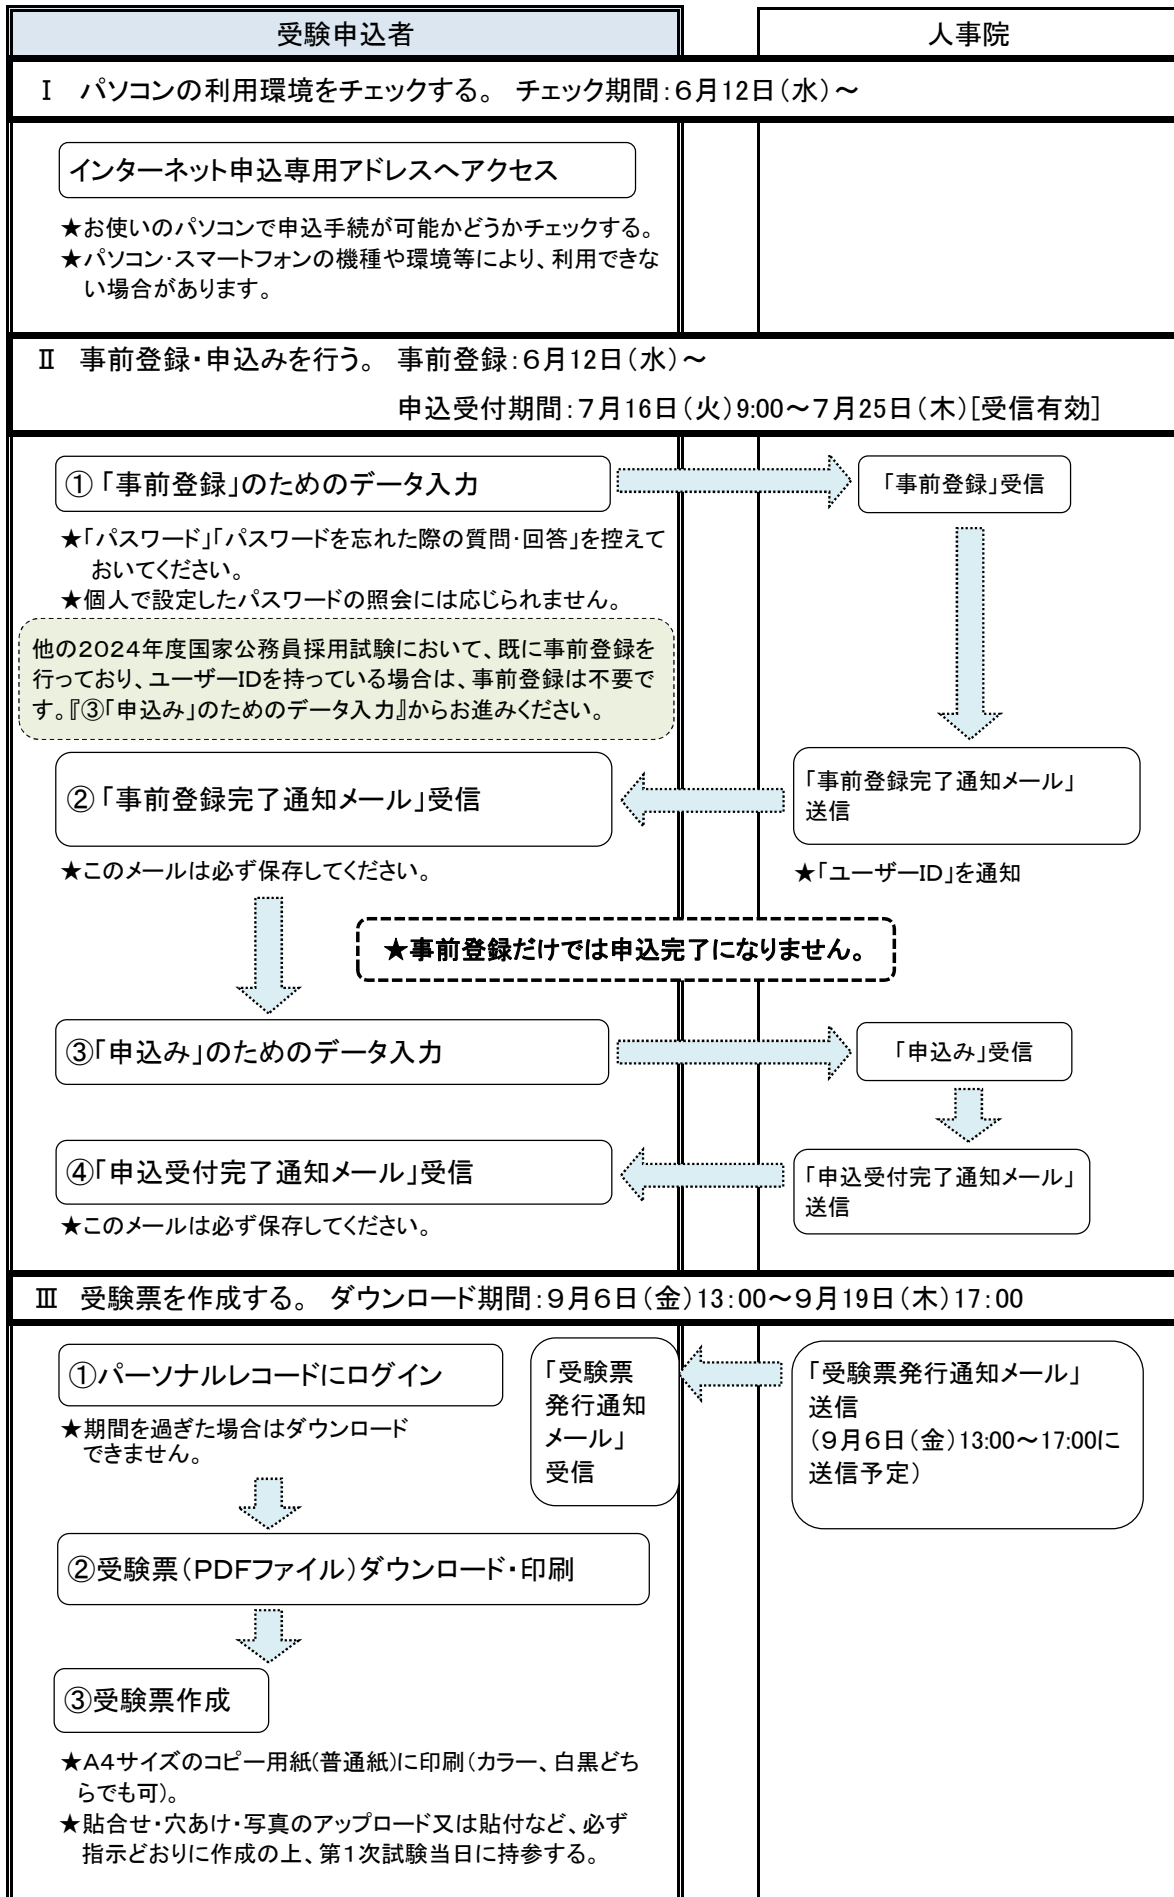 受験申込者
人事院
Ⅰ　パソコンの利用環境をチェックする。　チェック期間：６月12日（水）～
インターネット申込専用アドレスへアクセス
★お使いのパソコンで申込手続が可能かどうかチェックする。
★パソコン･スマートフォンの機種や環境等により、利用できな
い場合があります。
Ⅱ　事前登録・申込みを行う。　事前登録：６月12日（水）～
申込受付期間：７月16日（火）9:00～７月25日（木）［受信有効］
①「事前登録」のためのデータ入力
「事前登録」受信
★「パスワード」「パスワードを忘れた際の質問･回答」を控えて
おいてください。
★個人で設定したパスワードの照会には応じられません。
他の２０２４年度国家公務員採用試験において、既に事前登録を
行っており、ユーザーIDを持っている場合は、事前登録は不要で
す。『③「申込み」のためのデータ入力』からお進みください。
②「事前登録完了通知メール」受信
「事前登録完了通知メール」
送信
★このメールは必ず保存してください。
★「ユーザーＩＤ」を通知
★事前登録だけでは申込完了になりません。
③「申込み」のためのデータ入力
「申込み」受信
④「申込受付完了通知メール」受信
「申込受付完了通知メール」
送信
★このメールは必ず保存してください。
Ⅲ　受験票を作成する。　ダウンロード期間：９月６日（金）13：00～９月19日（木）17：00
①パーソナルレコードにログイン
★期間を過ぎた場合はダウンロード
できません。
「受験票
発行通知
メール」
受信
「受験票発行通知メール」
送信
（９月６日（金）13:00～17:00に
送信予定）
②受験票（ＰＤＦファイル）ダウンロード・印刷
③受験票作成
★Ａ４サイズのコピー用紙(普通紙)に印刷（カラー、白黒どち
らでも可）。
★貼合せ・穴あけ・写真のアップロード又は貼付など、必ず
指示どおりに作成の上、第１次試験当日に持参する。